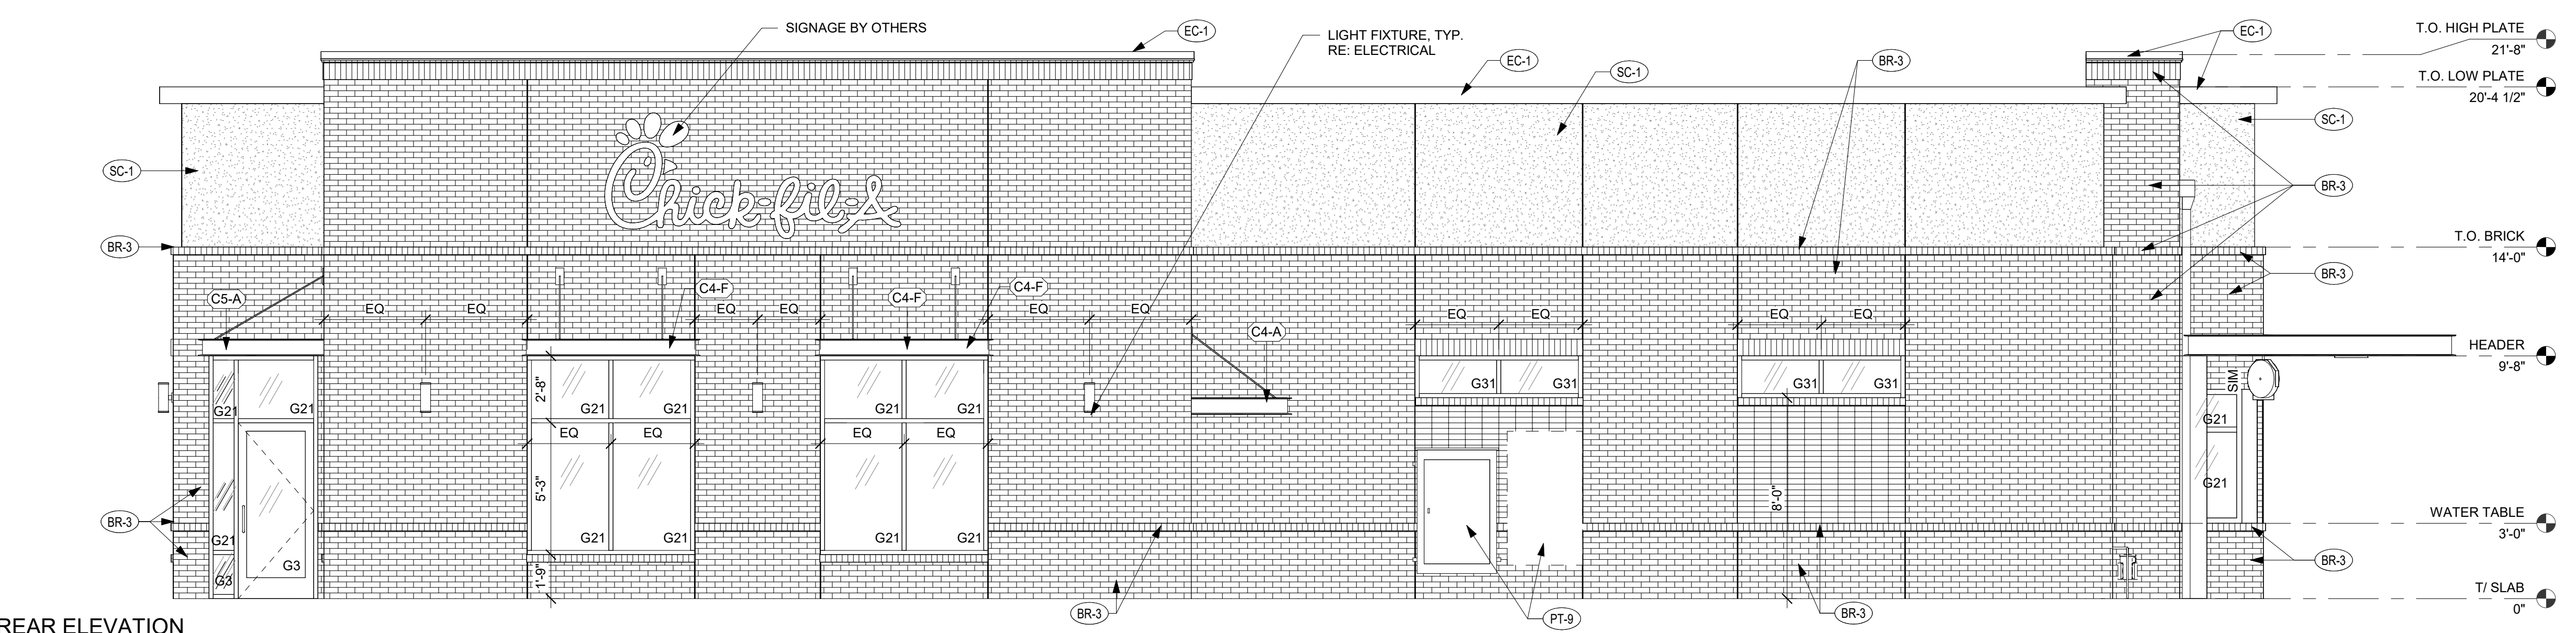 SIGNAGE BY OTHERS
EC-1
LIGHT FIXTURE, TYP.
RE: ELECTRICAL
EC-1
SC-1
BR-3
EC-1
T.O. HIGH PLATE
21'-8"
T.O. LOW PLATE
20'-4 1/2"
SC-1
SC-1
Chick-fil-A
BR-3
BR-3
T.O. BRICK
14'-0"
BR-3
C5-A
C4-F
C4-F
C4-F
EQ
EQ
EQ
EQ
EQ
EQ
C4-A
EQ
EQ
EQ
EQ
HEADER
9'-8"
2'-8"
G21
G21
G21
G21
G21
G21
G31
G31
G31
G31
SIM
G21
EQ
EQ
EQ
EQ
5'-3"
8'-0"
G21
BR-3
G21
G21
G21
G21
G21
WATER TABLE
3'-0"
G3
G3
1'-9"
BR-3
T/ SLAB
0"
BR-3
PT-9
BR-3
REAR ELEVATION